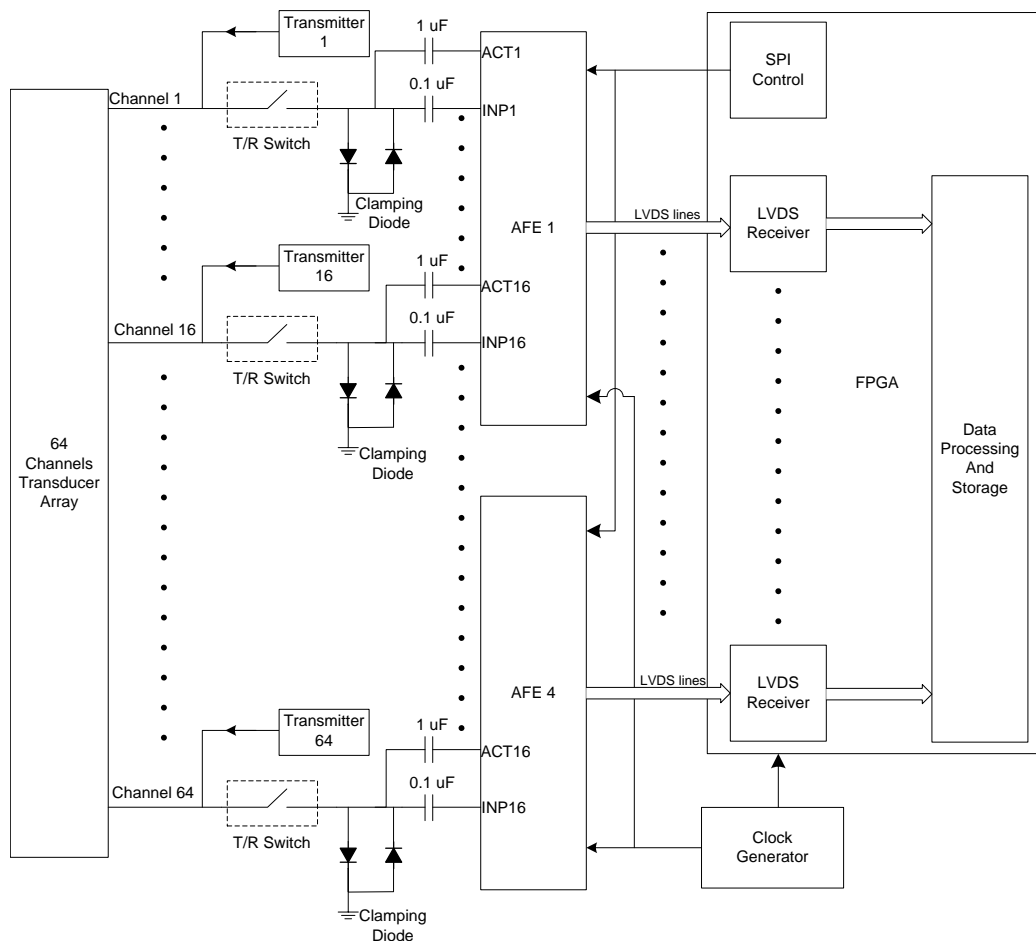 1 uF
Transmitter
1
ACT1
SPI
Control
0.1 uF
Channel 1
INP1
T/R Switch
Clamping
Diode
LVDS lines
AFE 1
LVDS
Receiver
1 uF
Transmitter
16
ACT16
Channel 16
0.1 uF
INP16
T/R Switch
FPGA
Clamping
Diode
64
Channels
Transducer
Array
Data
Processing
And
Storage
LVDS lines
AFE 4
LVDS
Receiver
1 uF
Transmitter
64
ACT16
Channel 64
0.1 uF
INP16
T/R Switch
Clock
Generator
Clamping
Diode